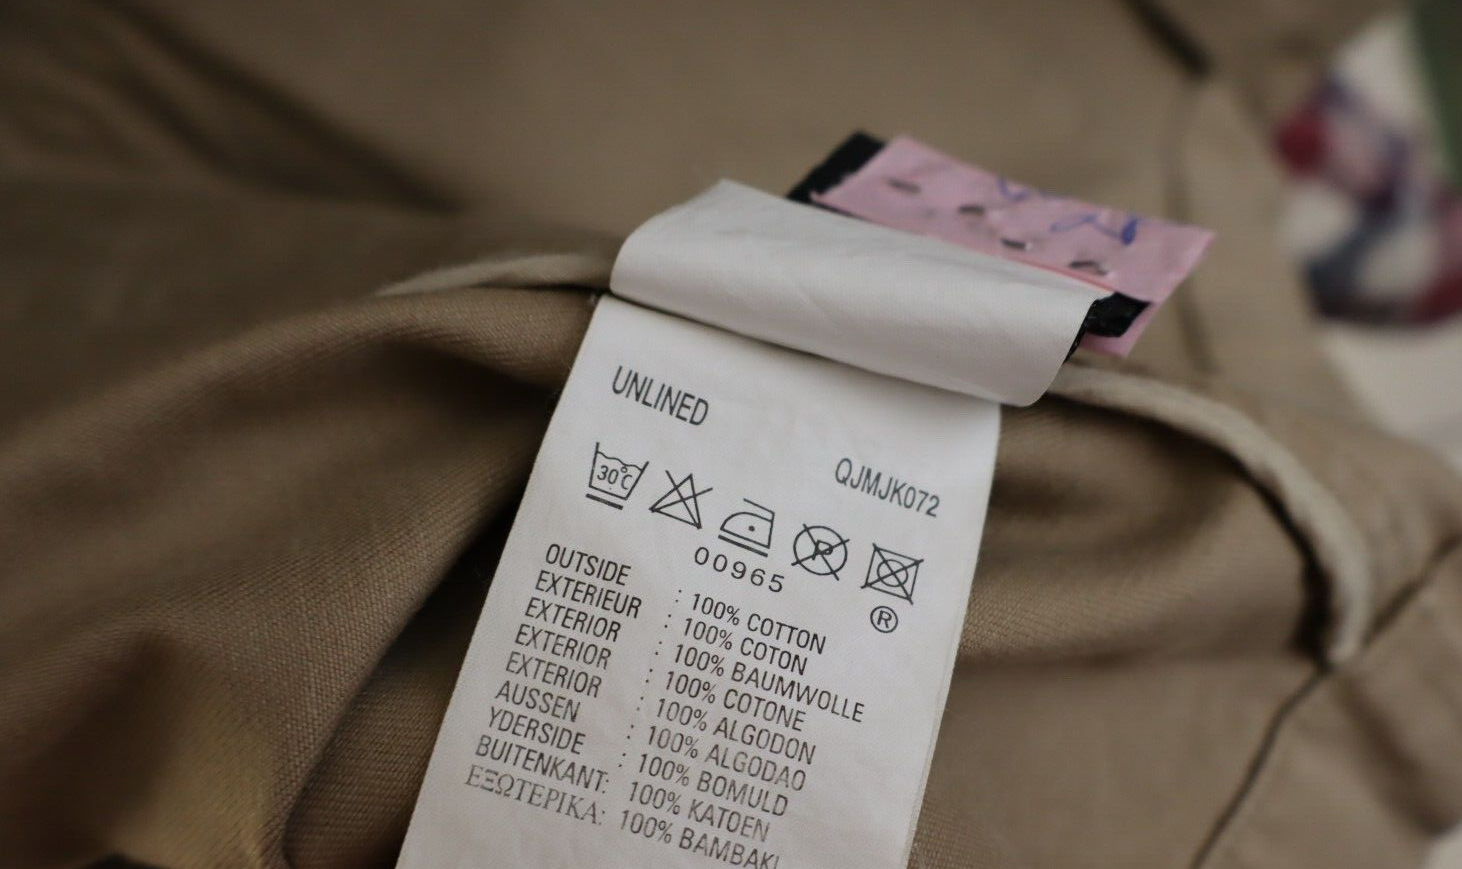 UNLINED
QJMJK072
30°C
P
00965
®
OUTSIDE : 100% COTTON
EXTERIEUR : 100% COTON
EXTERIOR : 100% BAUMWOLLE
EXTERIOR : 100% COTONE
EXTERIOR : 100% ALGODON
AUSSEN : 100% ALGODAO
YDERSIDE : 100% BOMULD
BUITENKANT: 100% KATOEN
ΕΞΩΤΕΡΙΚΑ: 100% BAMBAKI